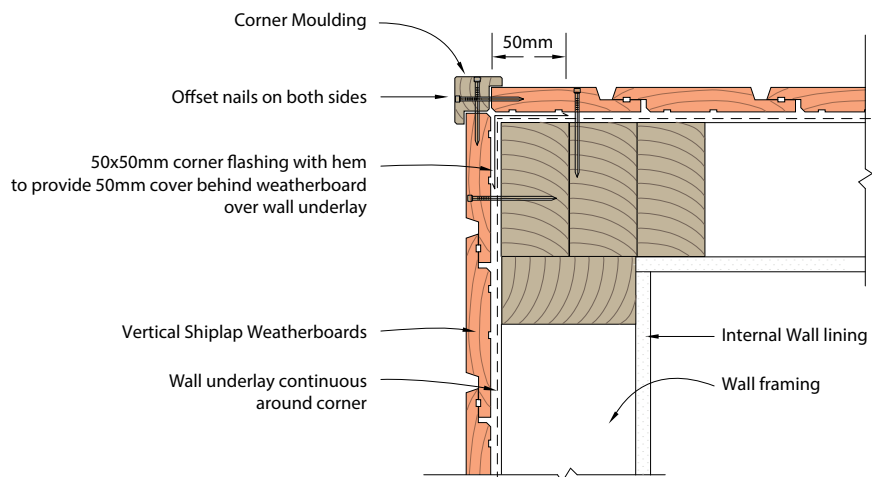 Corner Moulding
50mm
Offset nails on both sides
50x50mm corner flashing with hem
to provide 50mm cover behind weatherboard
over wall underlay
Vertical Shiplap Weatherboards
Internal Wall lining
Wall underlay continuous
around corner
Wall framing